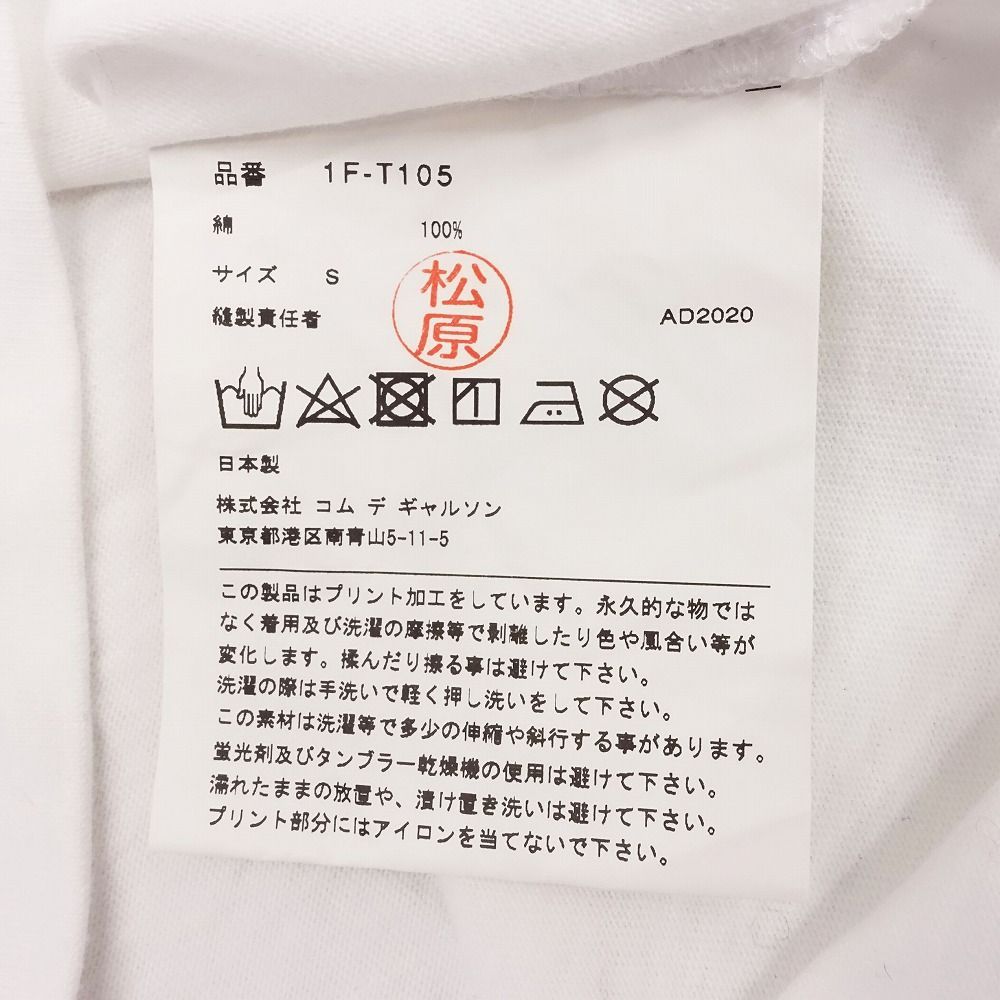 品番 1F-T105
綿 100%
サイズ S
松原
縫製責任者 AD2020
日本製
株式会社 コム デ ギャルソン
東京都港区南青山5-11-5
この製品はプリント加工をしています。永久的な物では
なく着用及び洗濯の摩擦等で剥離したり色や風合い等が
変化します。揉んだり擦る事は避けて下さい。
洗濯の際は手洗いで軽く押し洗いをして下さい。
この素材は洗濯等で多少の伸縮や斜行する事があります。
蛍光剤及びタンブラー乾燥機の使用は避けて下さい。
濡れたままの放置や、漬け置き洗いは避けて下さい。
プリント部分にはアイロンを当てないで下さい。